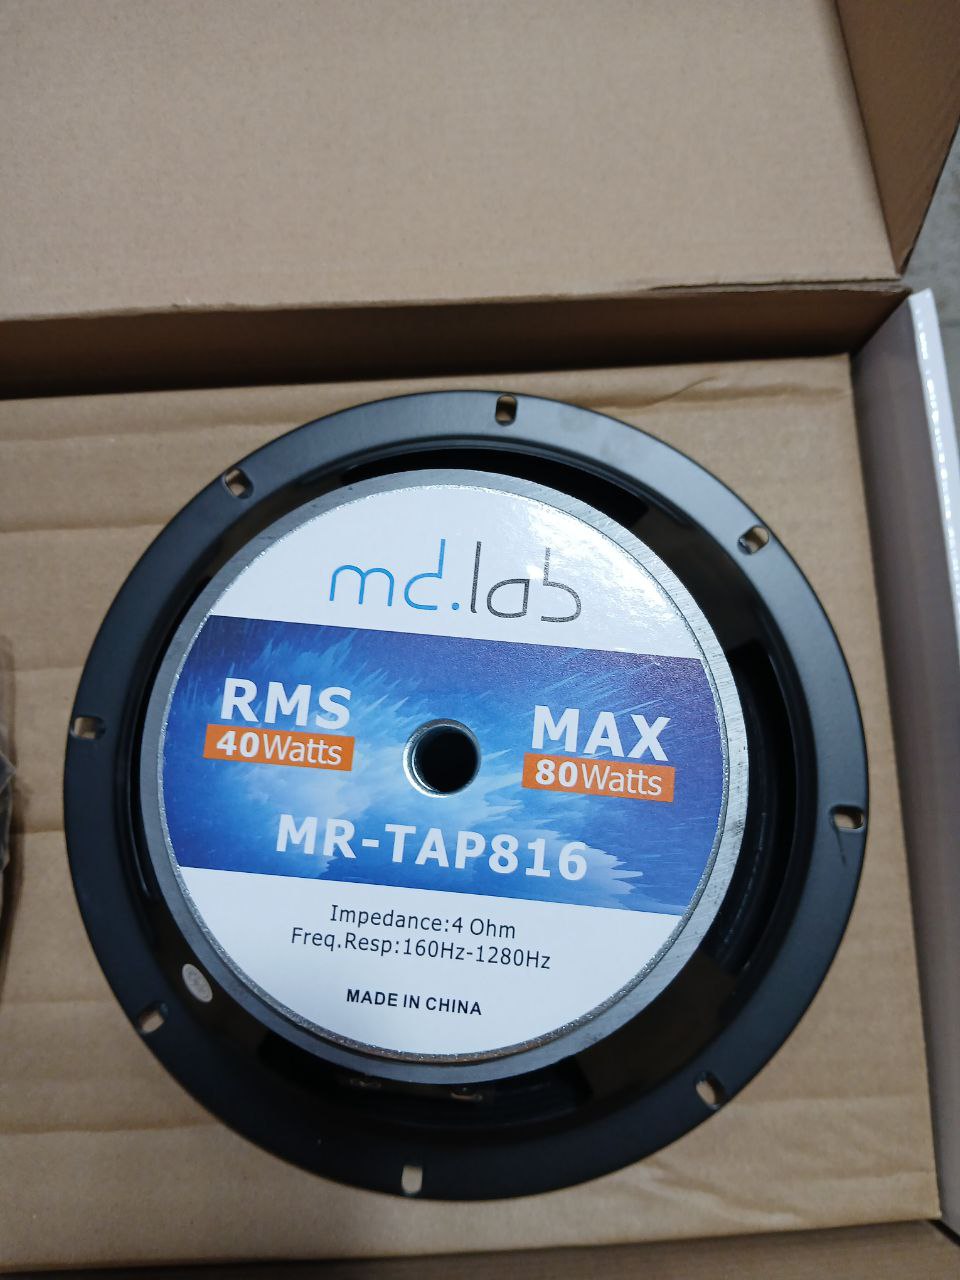 md.lab
RMS
40Watts
MAX
80Watts
MR-TAP816
Impedance:4 Ohm
Freq.Resp:160Hz-1280Hz
MADE IN CHINA